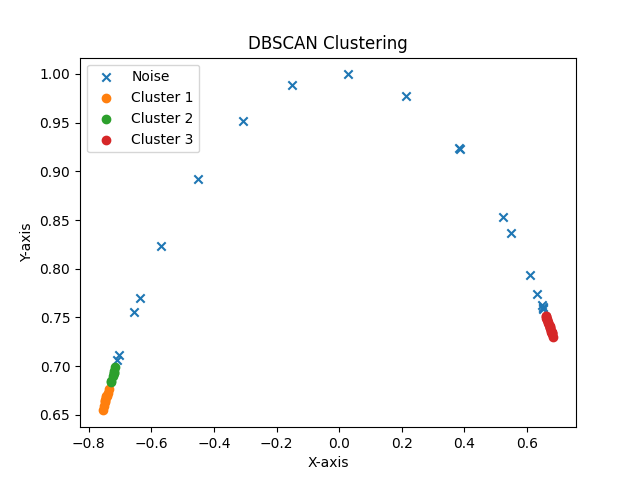 DBSCAN Clustering
Noise
Cluster 1
Cluster 2
Cluster 3
1.00
0.95
0.90
0.85
0.80
0.75
0.70
0.65
Y-axis
−0.8 −0.6 −0.4 −0.2 0.0 0.2 0.4 0.6
X-axis